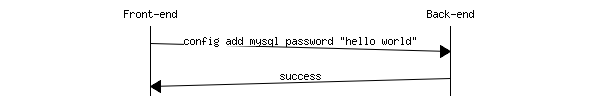 Front-end Back-end
config add mysql password "hello world"
success